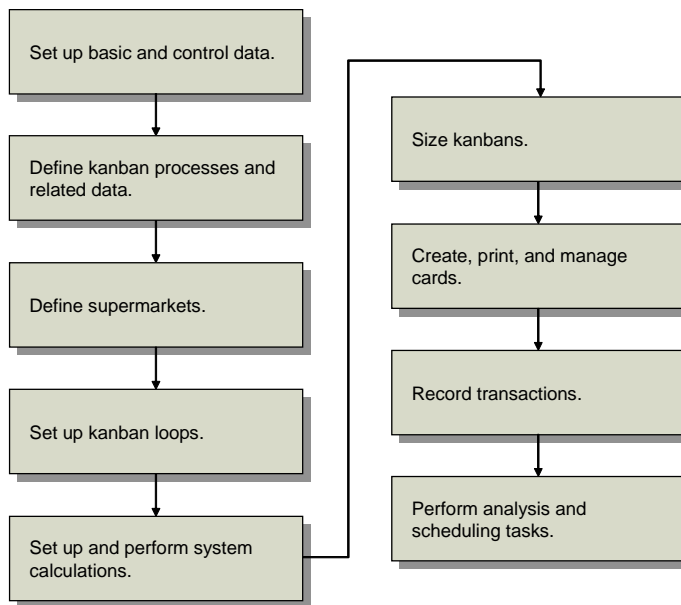 Set up basic and control data.
Define kanban processes and
related data.
Define supermarkets.
Set up kanban loops.
Set up and perform system
calculations.
Size kanbans.
Create, print, and manage
cards.
Record transactions.
Perform analysis and
scheduling tasks.